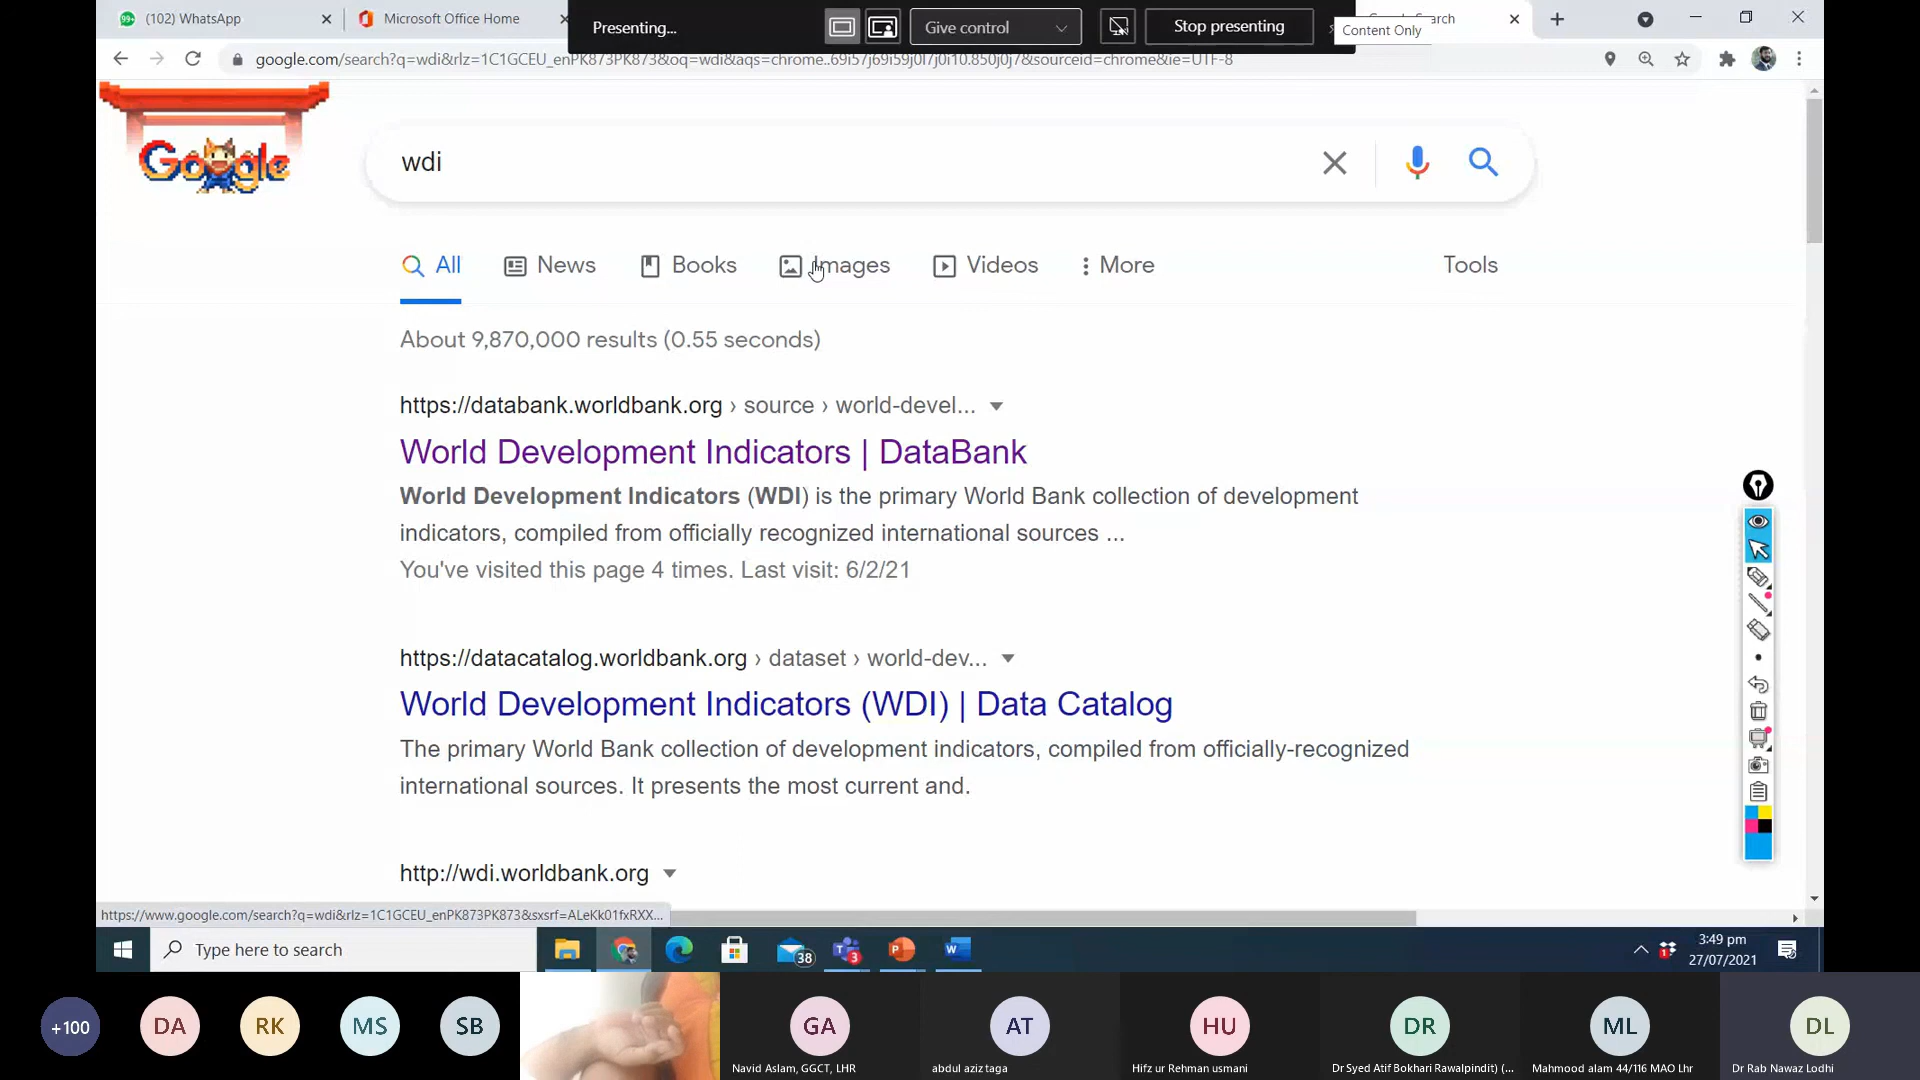 (102) WhatsApp
Microsoft Office Home
Presenting...
Give control
Stop presenting
Content Only
google.com/search?q=wdi&rlz=1C1GCEU_enPK873PK873&oq=wdi&aqs=chrome..69i57j69i59j0l7j0i10.850j0j7&sourceid=chrome&ie=UTF-8
Google
wdi
All
News
Books
Images
Videos
More
Tools
About 9,870,000 results (0.55 seconds)
https://databank.worldbank.org › source › world-devel...
World Development Indicators | DataBank
World Development Indicators (WDI) is the primary World Bank collection of development
indicators, compiled from officially recognized international sources ...
You've visited this page 4 times. Last visit: 6/2/21
https://datacatalog.worldbank.org › dataset › world-dev...
World Development Indicators (WDI) | Data Catalog
The primary World Bank collection of development indicators, compiled from officially-recognized
international sources. It presents the most current and.
http://wdi.worldbank.org
https://www.google.com/search?q=wdi&rlz=1C1GCEU_enPK873PK873&sxsrf=ALeKk01fxRXX...
Type here to search
38
3
1
3:49 pm
27/07/2021
+100
DA
RK
MS
SB
GA
Navid Aslam, GGCT, LHR
AT
abdul aziz taga
HU
Hifz ur Rehman usmani
DR
Dr Syed Atif Bokhari Rawalpindit) (...
ML
Mahmood alam 44/116 MAO Lhr
DL
Dr Rab Nawaz Lodhi